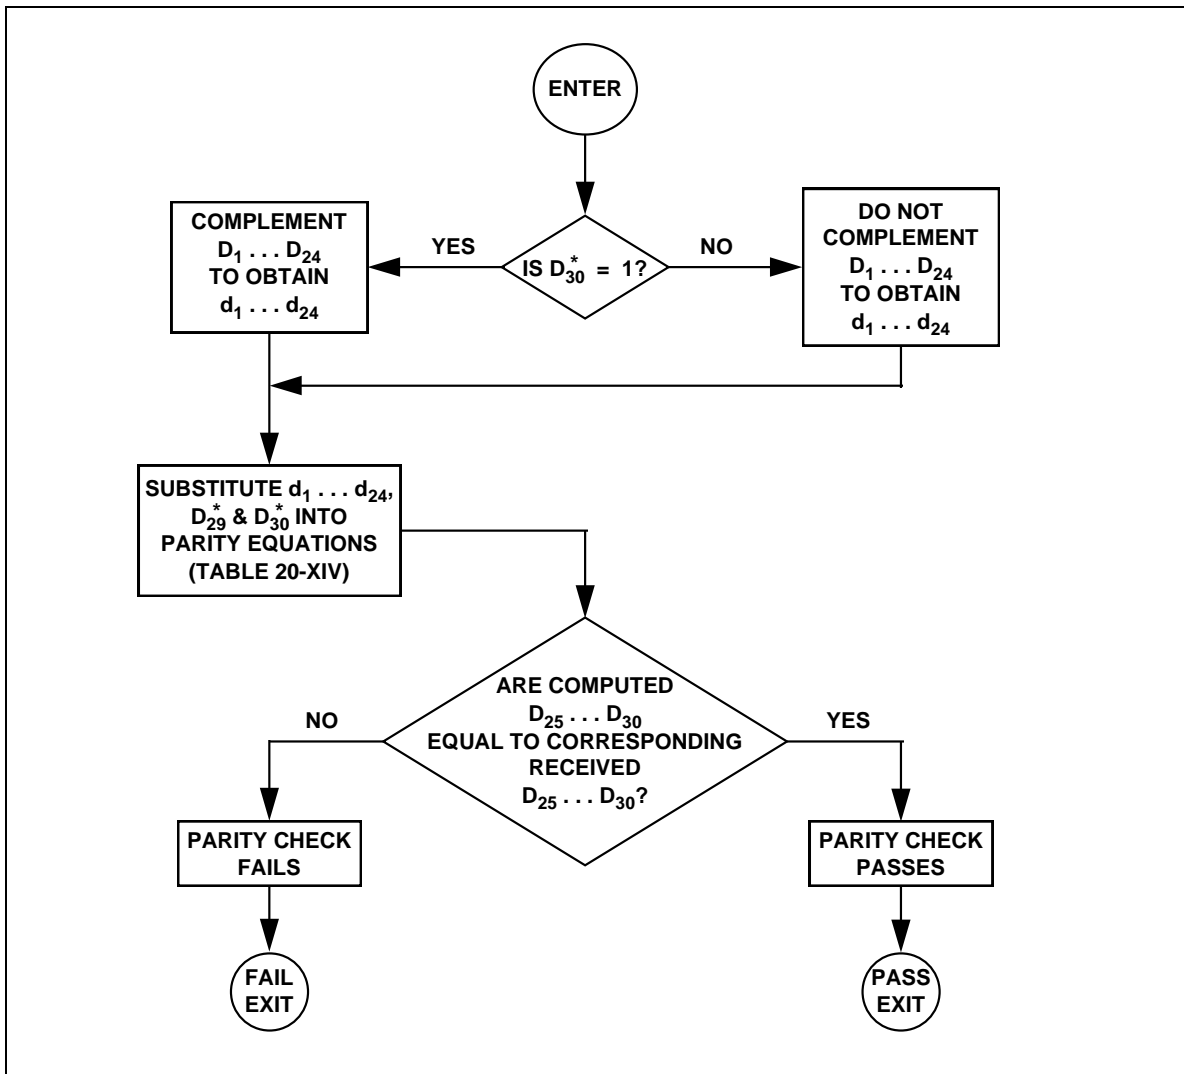 ENTER
IS D*30 = 1?
YES
NO
COMPLEMENT
D1 . . . D24
TO OBTAIN
d1 . . . d24
DO NOT
COMPLEMENT
D1 . . . D24
TO OBTAIN
d1 . . . d24
SUBSTITUTE d1 . . . d24,
D*29 & D*30 INTO
PARITY EQUATIONS
(TABLE 20-XIV)
ARE COMPUTED
D25 . . . D30
EQUAL TO CORRESPONDING
RECEIVED
D25 . . . D30?
NO
YES
PARITY CHECK
FAILS
PARITY CHECK
PASSES
FAIL
EXIT
PASS
EXIT